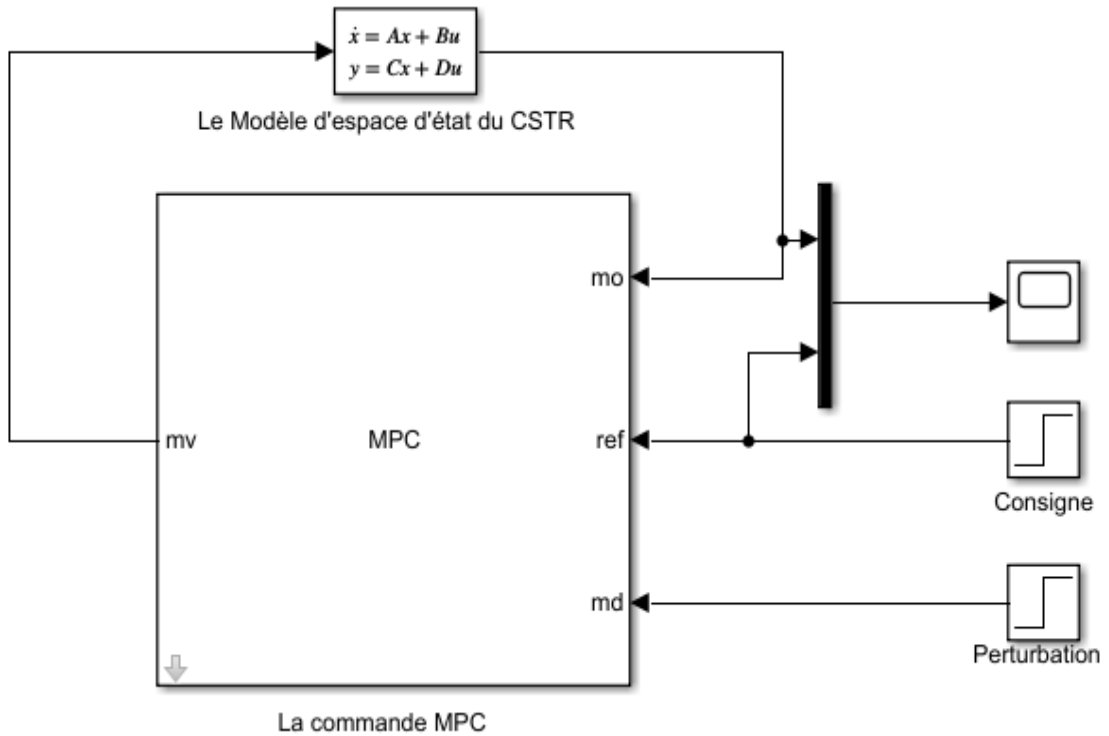 ẋ = Ax + Bu
y = Cx + Du
Le Modèle d'espace d'état du CSTR
mo
mv
MPC
ref
Consigne
md
Perturbation
La commande MPC